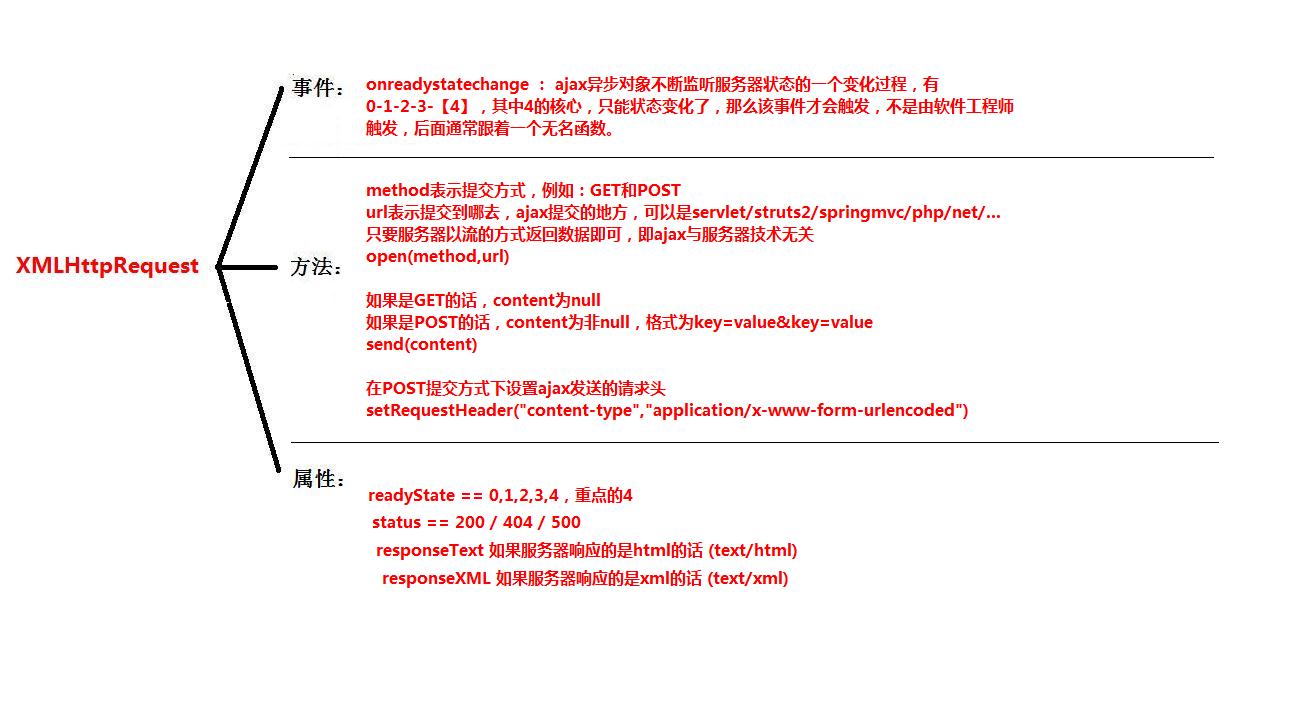 事件：
onreadystatechange ： ajax异步对象不断监听服务器状态的一个变化过程，有
0-1-2-3-【4】，其中4的核心，只能状态变化了，那么该事件才会触发，不是由软件工程师
触发，后面通常跟着一个无名函数。
XMLHttpRequest
方法：
method表示提交方式，例如：GET和POST
url表示提交到哪去，ajax提交的地方，可以是servlet/struts2/springmvc/php/net/...
只要服务器以流的方式返回数据即可，即ajax与服务器技术无关
open(method,url)
如果是GET的话，content为null
如果是POST的话，content为非null，格式为key=value&key=value
send(content)
在POST提交方式下设置ajax发送的请求头
setRequestHeader("content-type","application/x-www-form-urlencoded")
属性：
readyState == 0,1,2,3,4，重点的4
status == 200 / 404 / 500
responseText 如果服务器响应的是html的话 (text/html)
responseXML 如果服务器响应的是xml的话 (text/xml)